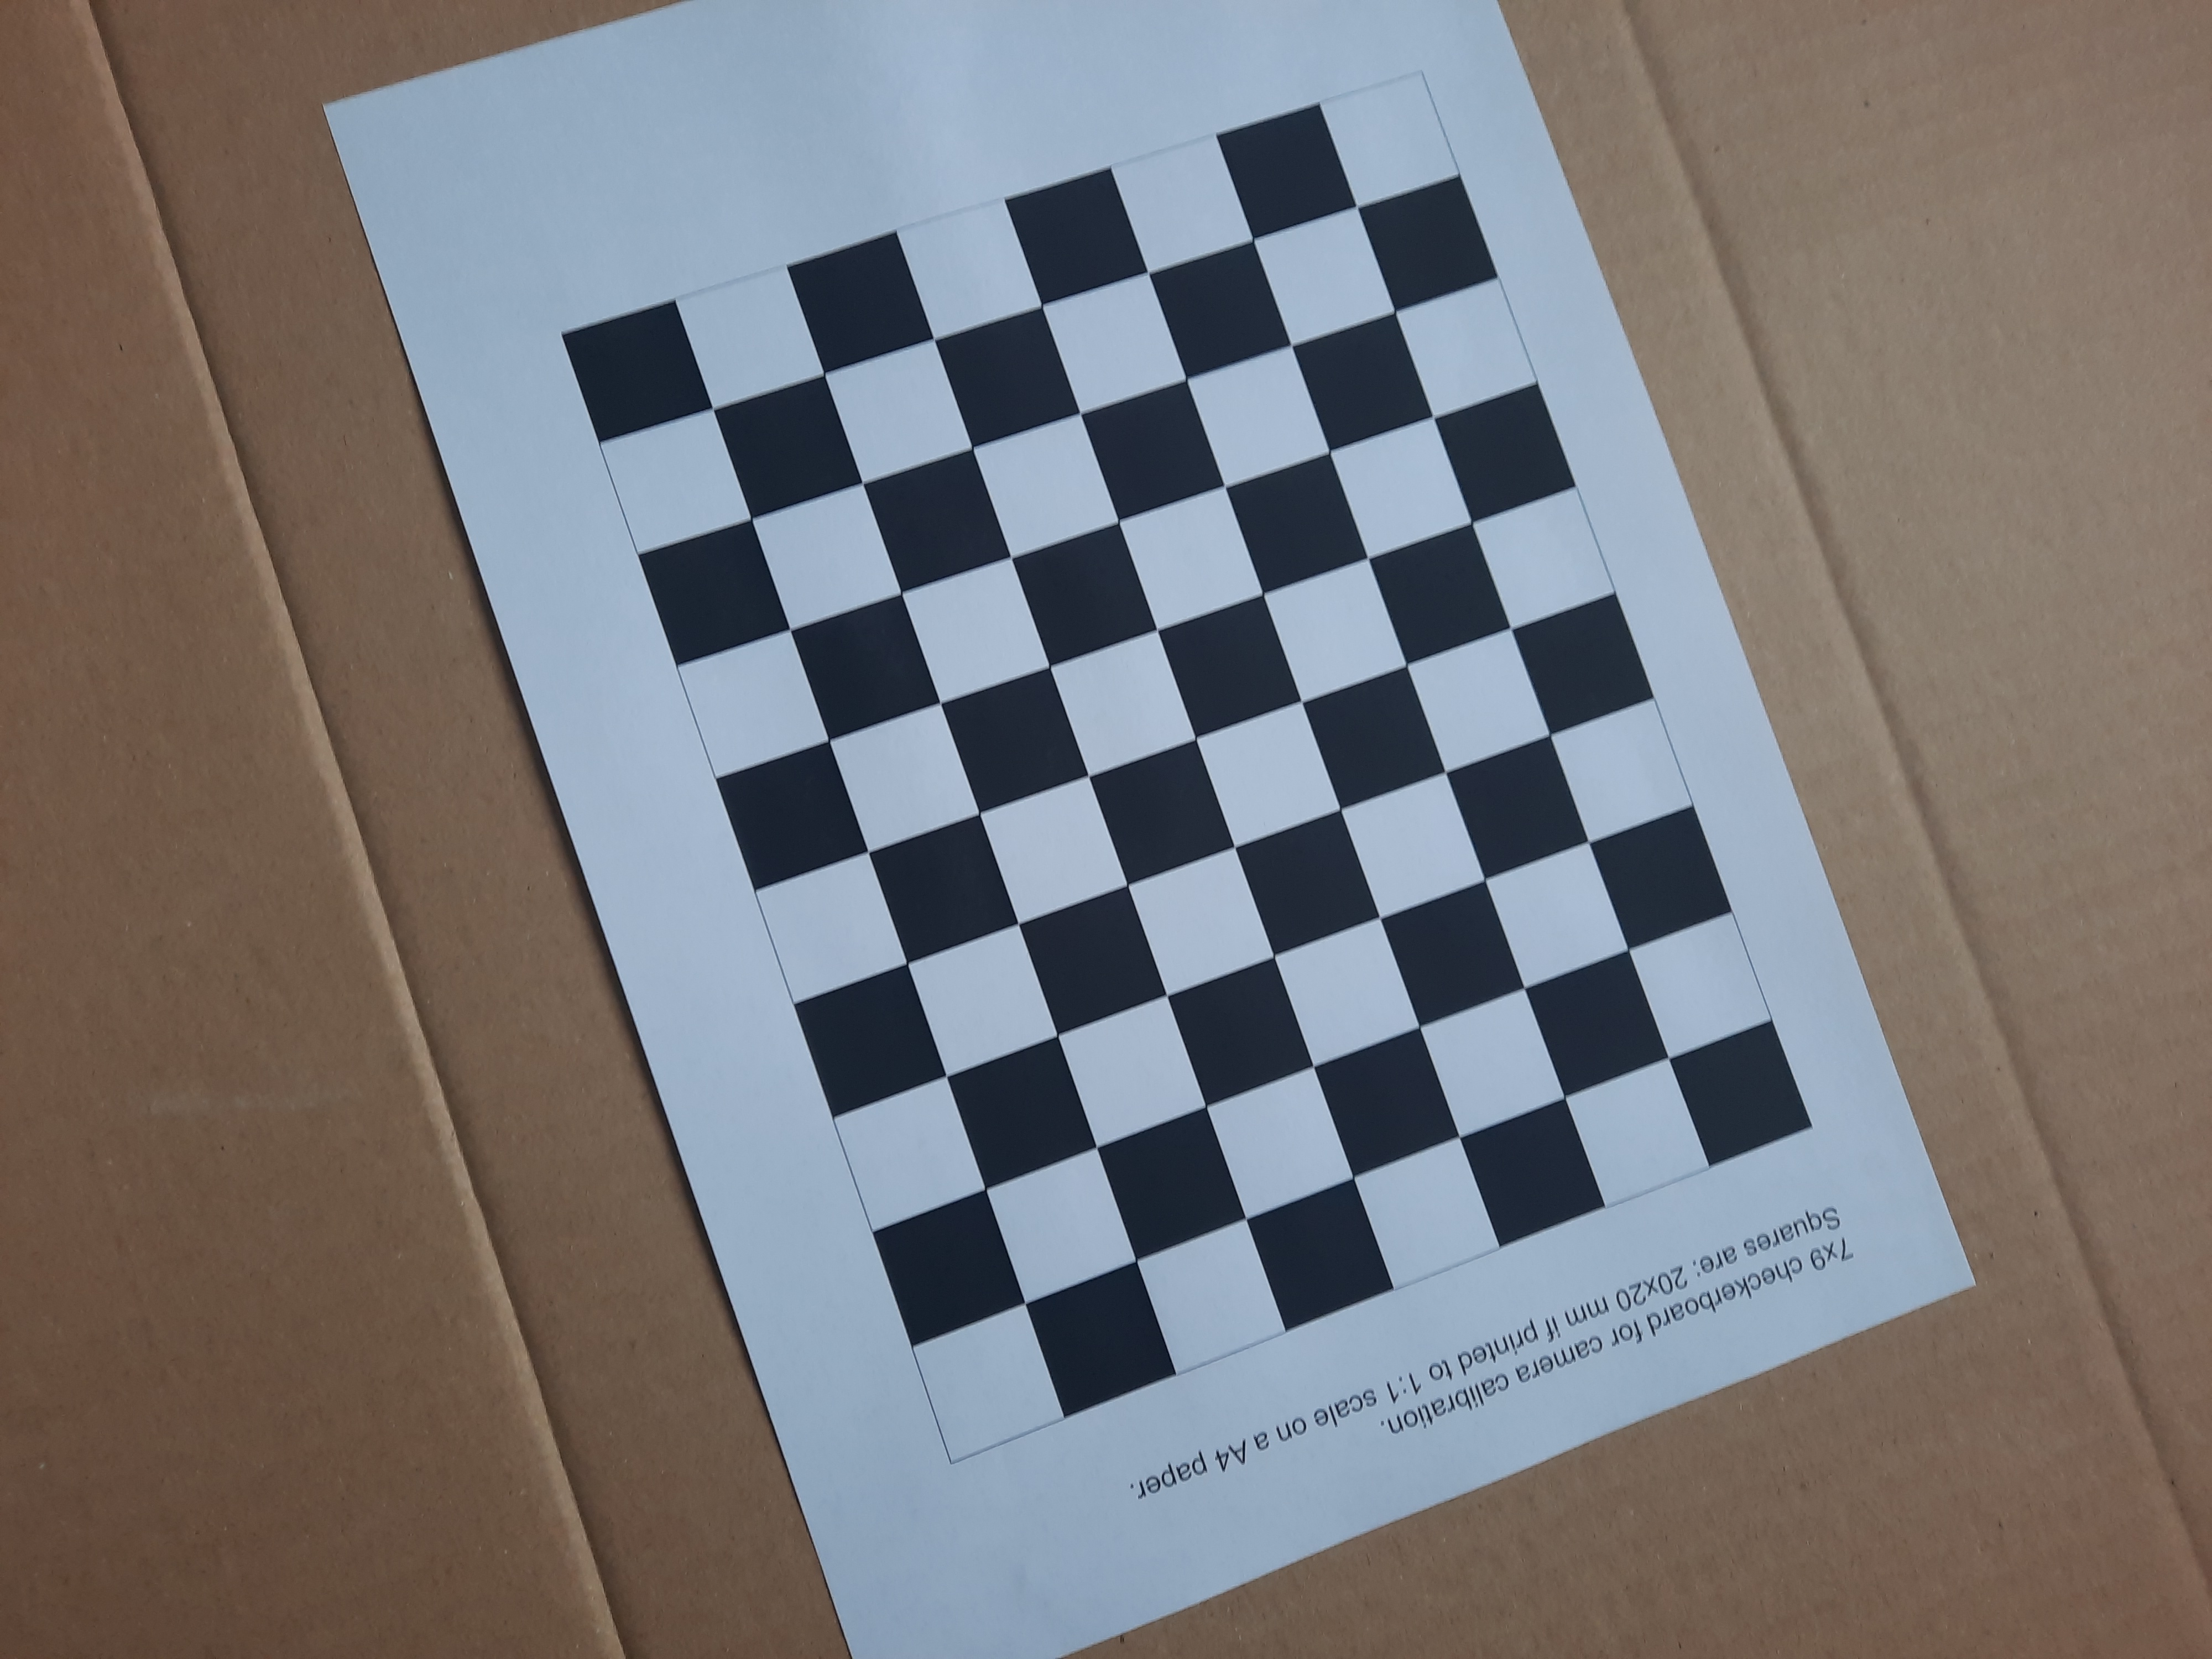 7x9 checkerboard for camera calibration.
Squares are: 20x20 mm if printed to 1:1 scale on a A4 paper.